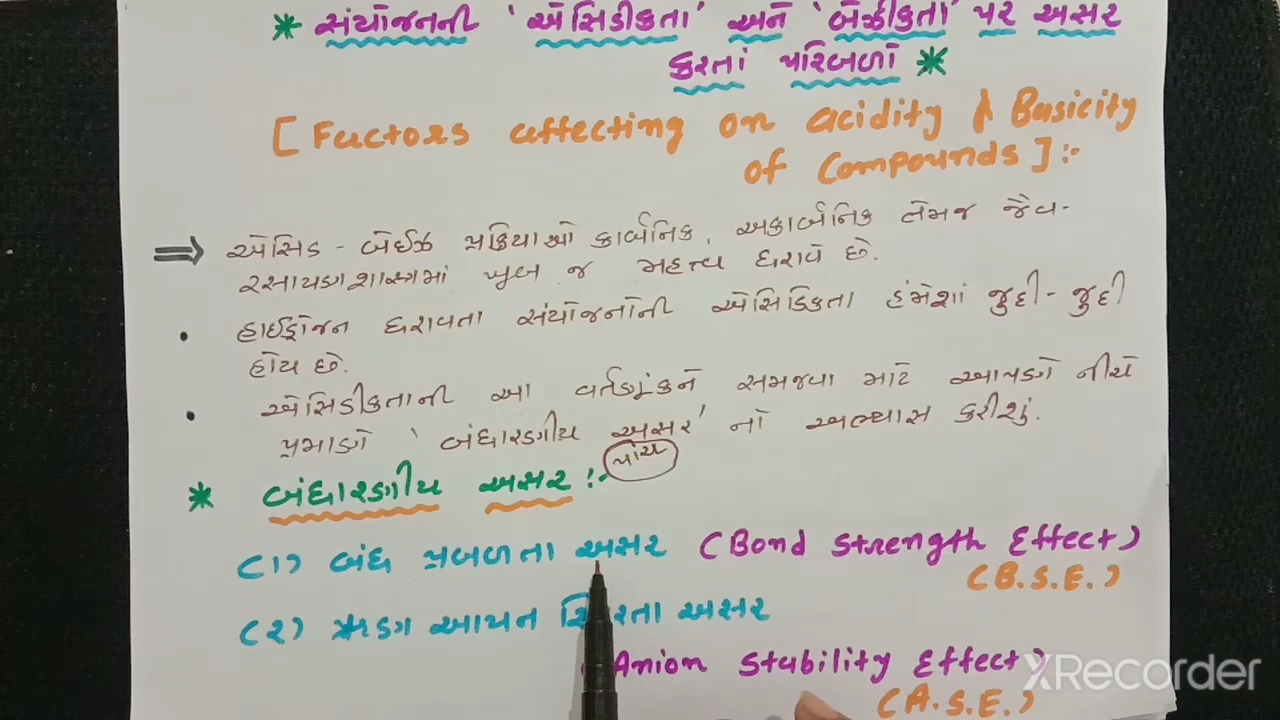 * સંયોજનની 'એસિડીકતા' અને 'બેઝીકતા' પર અસર
કરતાં પરિબળો *
[Factors affecting on acidity & Basicity
of Compounds]:-
⇒ એસિડ - બેઈઝ પ્રક્રિયાઓ કાર્બનિક, અકાર્બનિક તેમજ જૈવ-
રસાયણશાસ્ત્રમાં ખૂબ જ મહત્વ ધરાવે છે.
• હાઈડ્રોજન ધરાવતા સંયોજનોની એસિડિકતા હંમેશાં જુદી-જુદી
હોય છે.
• એસિડીકતાની આ વર્તણૂંકને સમજવા માટે આપણે નીચે
પ્રમાણે 'બંધારણીય અસર' નો અભ્યાસ કરીશું.
પાંચ
* બંધારણીય અસર :-
(1) બંધ પ્રબળતા અસર (Bond Strength Effect)
(B.S.E.)
(૨) ઋણ આયન અસર
Anion Stability Effect)
(A.S.E.)
XRecorder